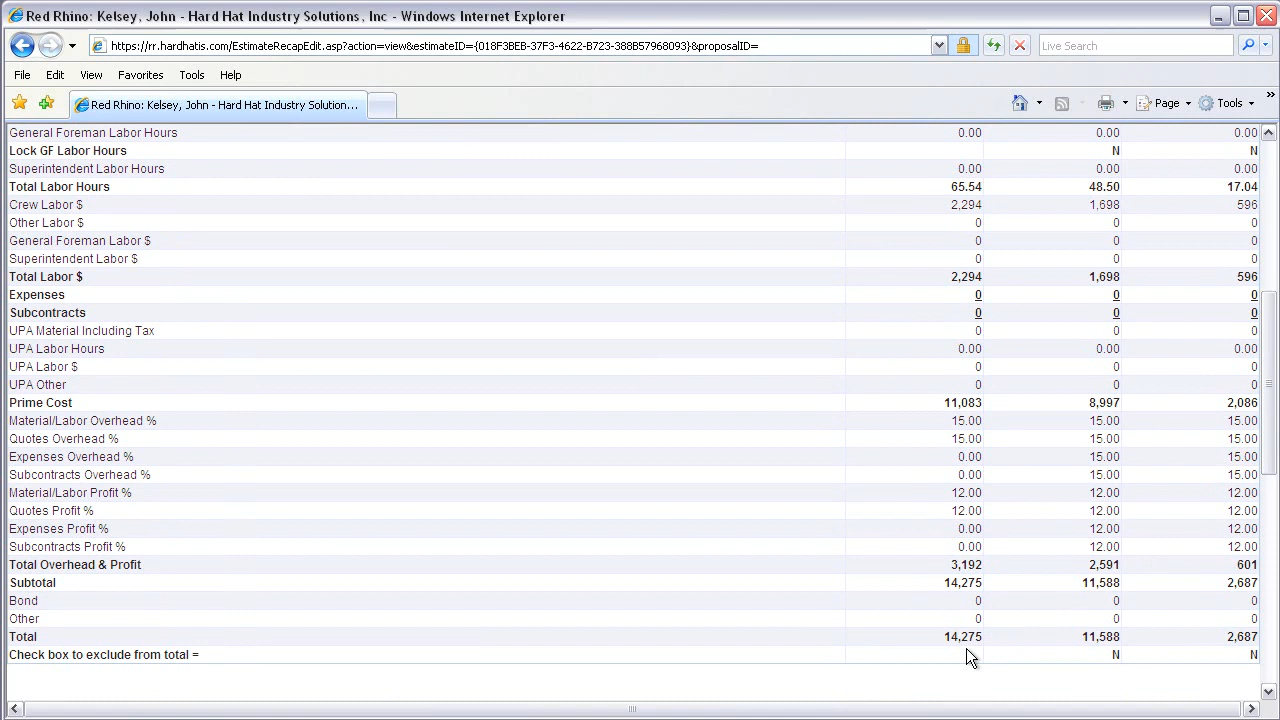 Red Rhino: Kelsey, John - Hard Hat Industry Solutions, Inc - Windows Internet Explorer
https://rr.hardhatis.com/EstimateRecapEdit.asp?action=view&estimateID={018F3BEB-37F3-4622-B723-388B57968093}&proposalID=
Live Search
File Edit View Favorites Tools Help
Red Rhino: Kelsey, John - Hard Hat Industry Solution...
Page Tools
General Foreman Labor Hours 0.00 0.00 0.00
Lock GF Labor Hours N N
Superintendent Labor Hours 0.00 0.00 0.00
Total Labor Hours 65.54 48.50 17.04
Crew Labor $ 2,294 1,698 596
Other Labor $ 0 0 0
General Foreman Labor $ 0 0 0
Superintendent Labor $ 0 0 0
Total Labor $ 2,294 1,698 596
Expenses 0 0 0
Subcontracts 0 0 0
UPA Material Including Tax 0 0 0
UPA Labor Hours 0.00 0.00 0.00
UPA Labor $ 0 0 0
UPA Other 0 0 0
Prime Cost 11,083 8,997 2,086
Material/Labor Overhead % 15.00 15.00 15.00
Quotes Overhead % 15.00 15.00 15.00
Expenses Overhead % 0.00 15.00 15.00
Subcontracts Overhead % 0.00 15.00 15.00
Material/Labor Profit % 12.00 12.00 12.00
Quotes Profit % 12.00 12.00 12.00
Expenses Profit % 0.00 12.00 12.00
Subcontracts Profit % 0.00 12.00 12.00
Total Overhead & Profit 3,192 2,591 601
Subtotal 14,275 11,588 2,687
Bond 0 0 0
Other 0 0 0
Total 14,275 11,588 2,687
Check box to exclude from total = N N